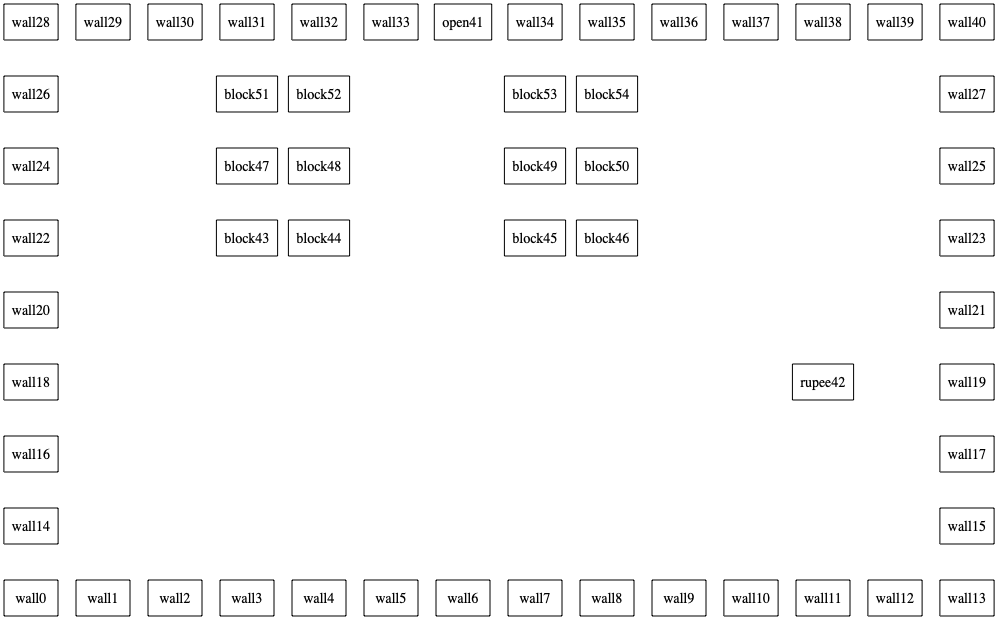 wall28 wall29 wall30 wall31 wall32 wall33 open41 wall34 wall35 wall36 wall37 wall38 wall39 wall40
wall26 block51 block52 block53 block54 wall27
wall24 block47 block48 block49 block50 wall25
wall22 block43 block44 block45 block46 wall23
wall20 wall21
wall18 rupee42 wall19
wall16 wall17
wall14 wall15
wall0 wall1 wall2 wall3 wall4 wall5 wall6 wall7 wall8 wall9 wall10 wall11 wall12 wall13